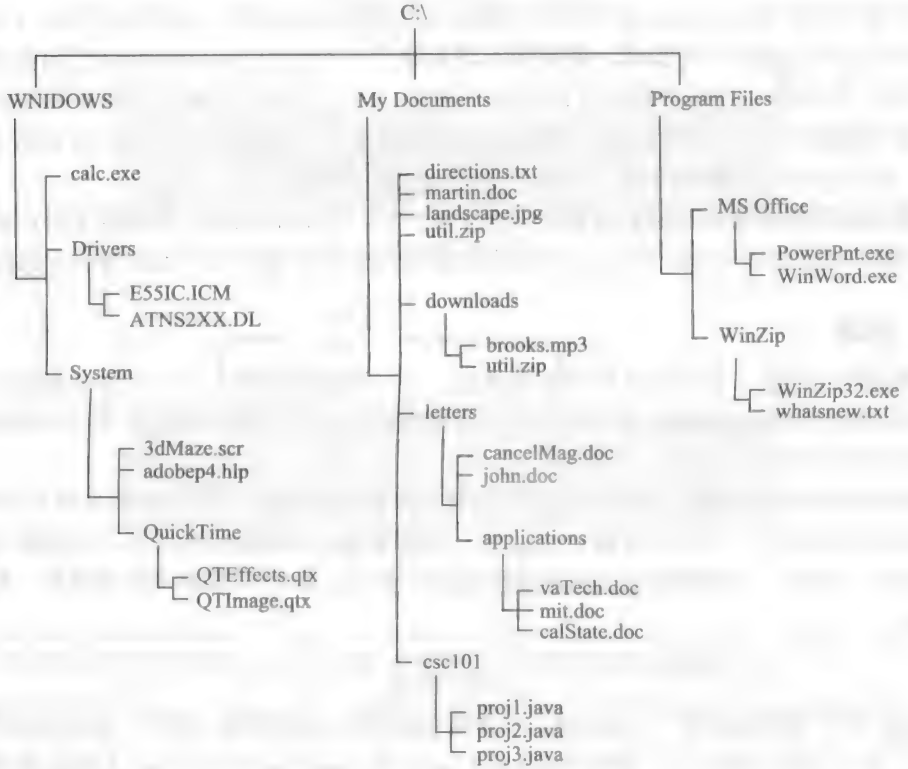 C:\
WNIDOWS
calc.exe
Drivers
E55IC.ICM
ATNS2XX.DL
System
3dMaze.scr
adobep4.hlp
QuickTime
QTEffects.qtx
QTImage.qtx
My Documents
directions.txt
martin.doc
landscape.jpg
util.zip
downloads
brooks.mp3
util.zip
letters
cancelMag.doc
john.doc
applications
vaTech.doc
mit.doc
calState.doc
csc101
proj1.java
proj2.java
proj3.java
Program Files
MS Office
PowerPnt.exe
WinWord.exe
WinZip
WinZip32.exe
whatsnew.txt